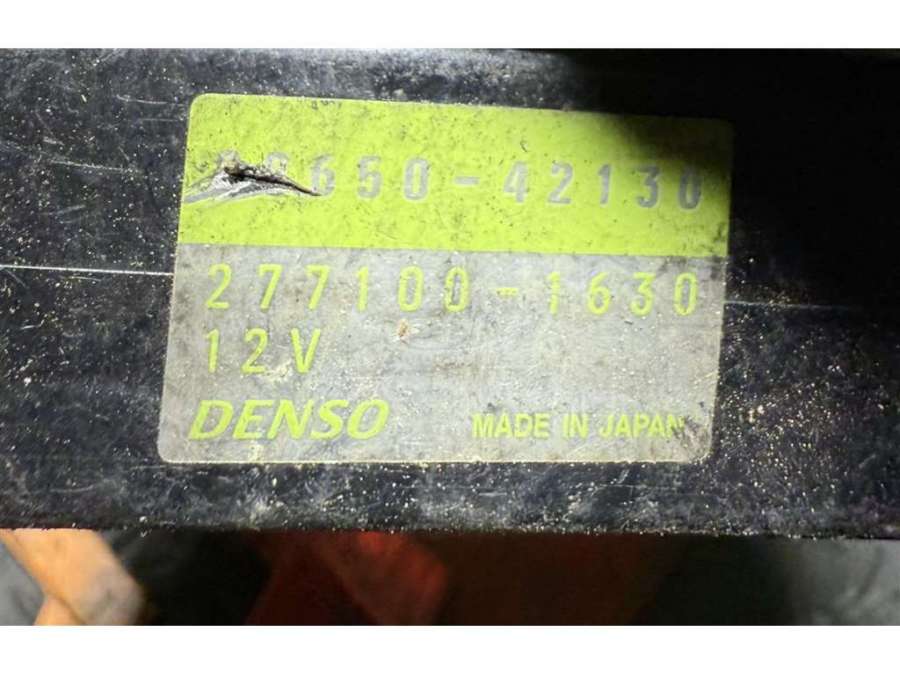 650-42130
277100-1630
12V
DENSO
MADE IN JAPAN